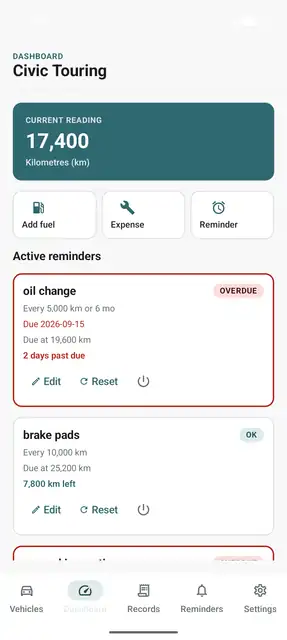 DASHBOARD
Civic Touring
CURRENT READING
17,400
Kilometres (km)
Add fuel
Expense
Reminder
Active reminders
oil change
OVERDUE
Every 5,000 km or 6 mo
Due 2026-09-15
Due at 19,600 km
2 days past due
Edit
Reset
brake pads
OK
Every 10,000 km
Due at 25,200 km
7,800 km left
Edit
Reset
Vehicles
Dashboard
Records
Reminders
Settings